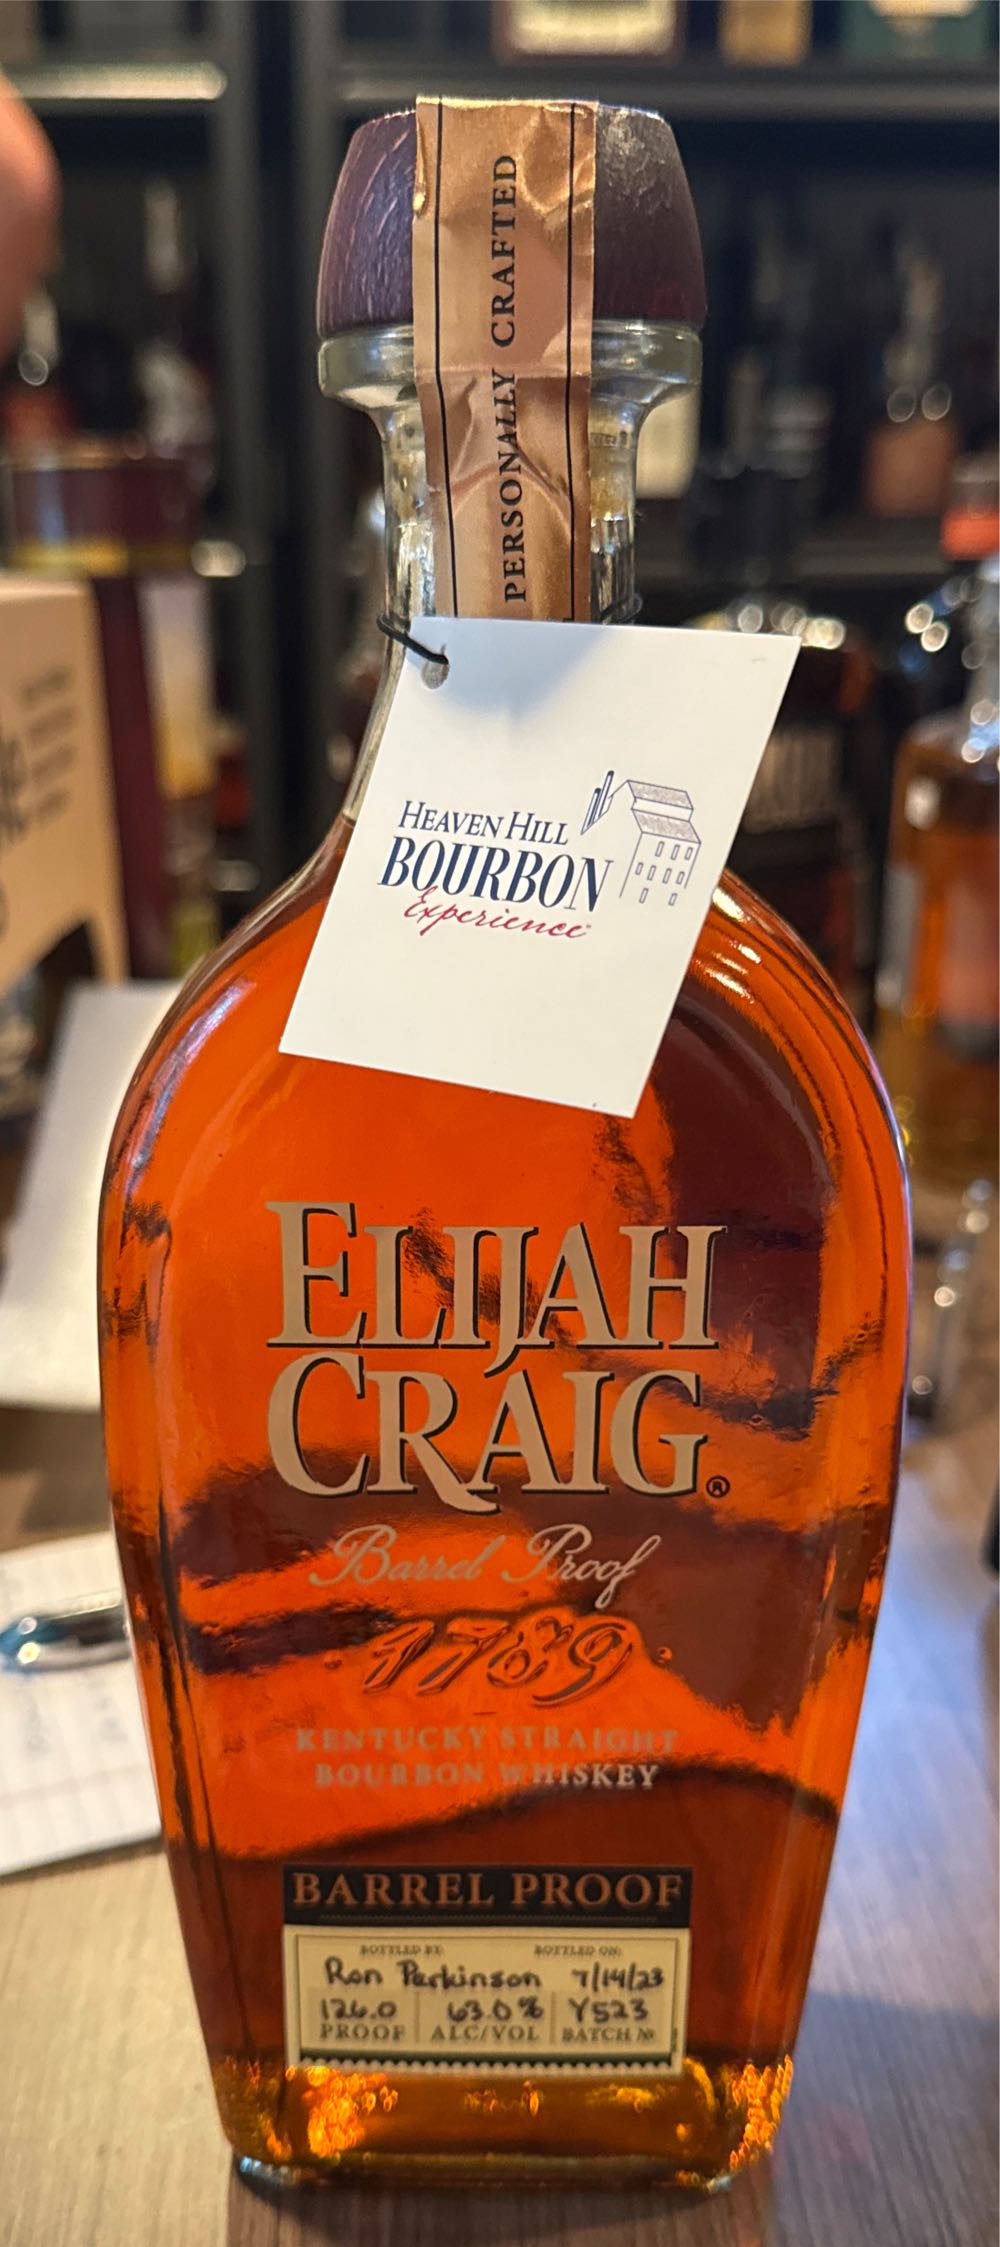 PERSONALLY CRAFTED
HEAVEN HILL
BOURBON
Experience
ELIJAH
CRAIG®
Barrel Proof
1789
KENTUCKY STRAIGHT
BOURBON WHISKEY
BARREL PROOF
BOTTLED BY: BOTTLED ON:
Ron Parkinson 7/14/23
126.0 63.0% Y523
PROOF ALC/VOL BATCH №